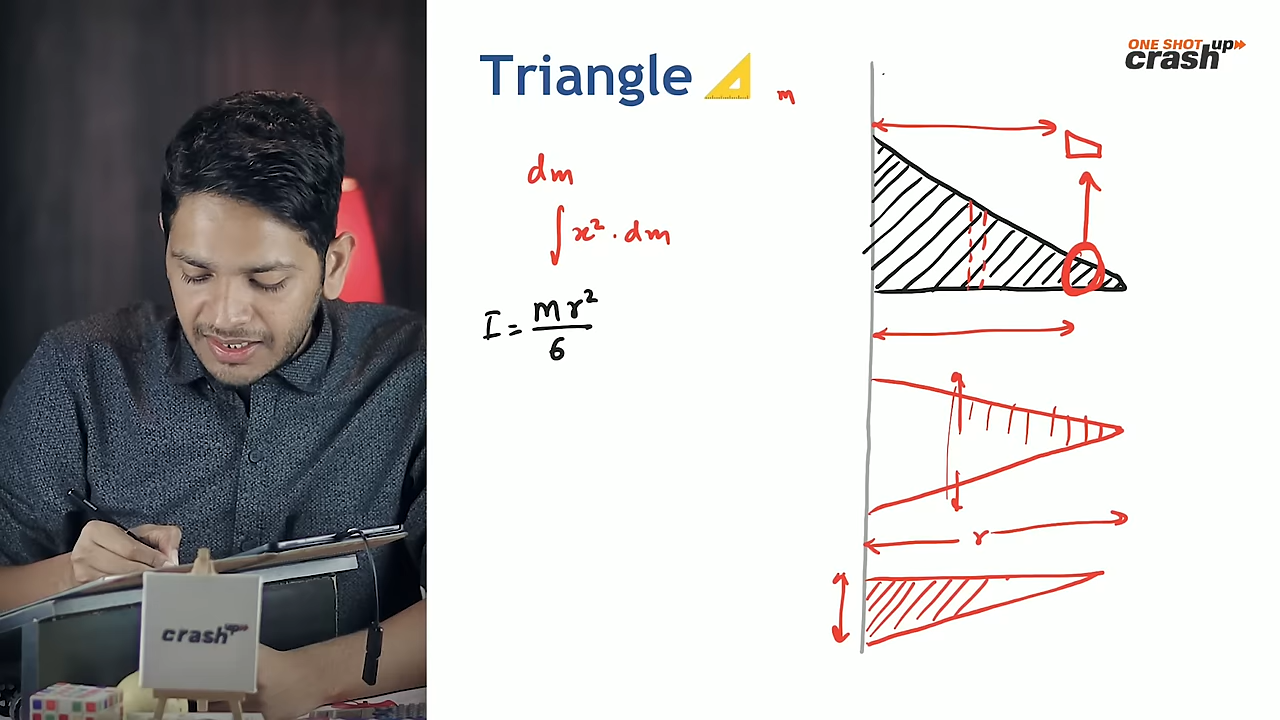 Triangle
m
ONE SHOT up
crash
dm
∫ x² . dm
I = mr²/6
r
crash up